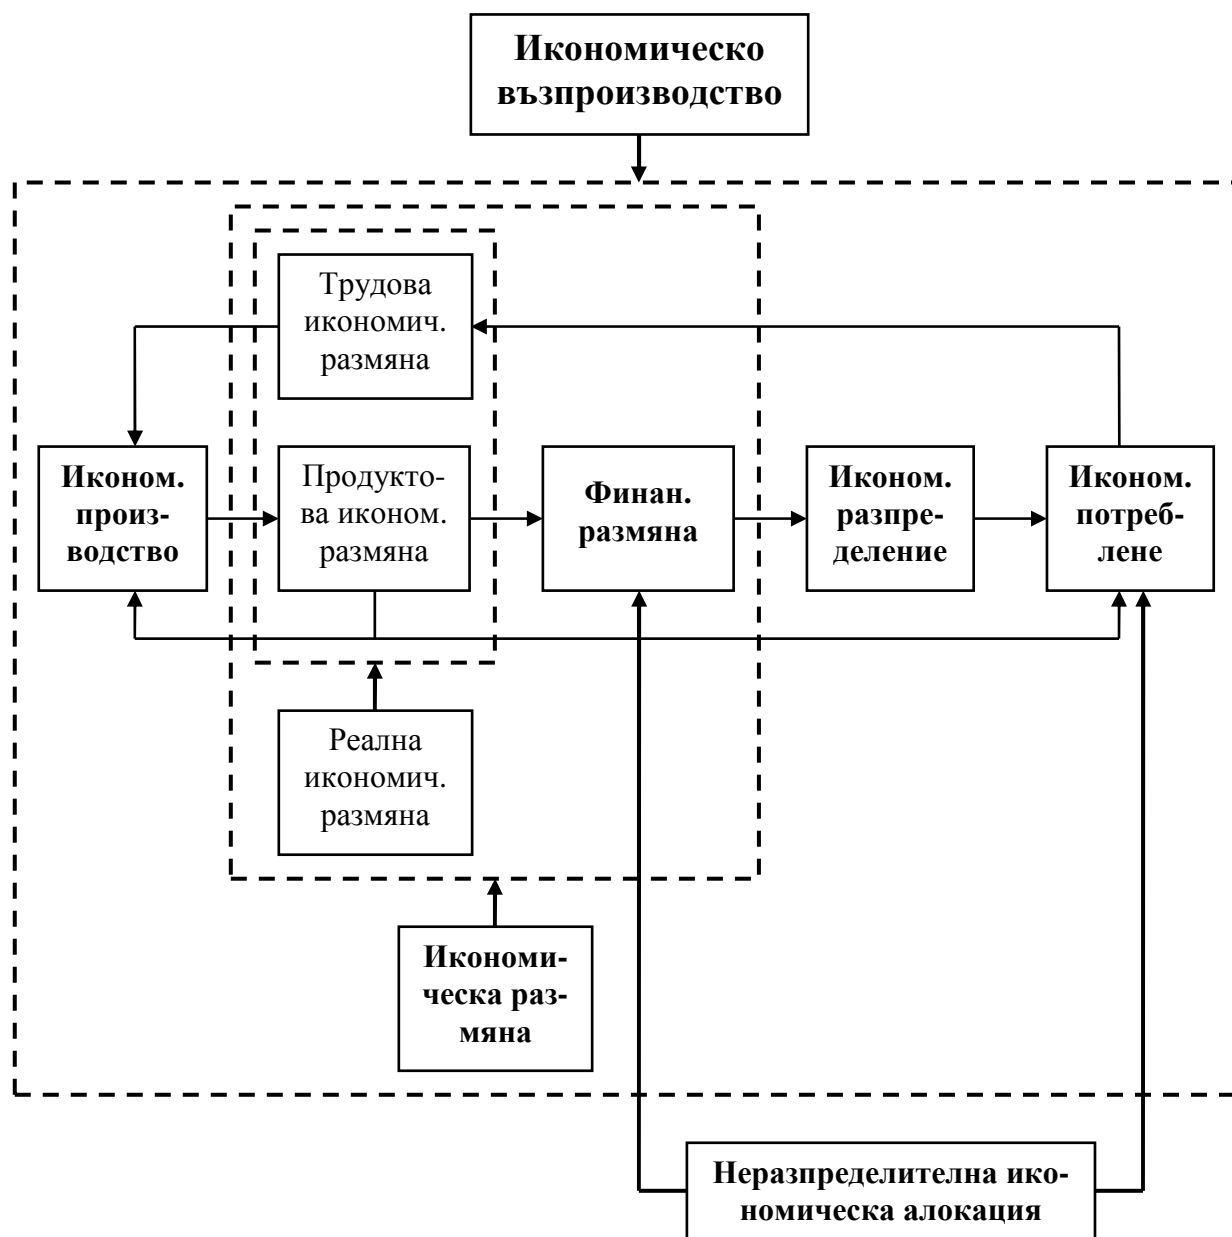 Икономическо
възпроизводство
Трудова
икономич.
размяна
Иконом.
произ-
водство
Продукто-
ва иконом.
размяна
Финан.
размяна
Иконом.
разпре-
деление
Иконом.
потреб-
лене
Реална
икономич.
размяна
Икономи-
ческа раз-
мяна
Неразпределителна ико-
номическа алокация